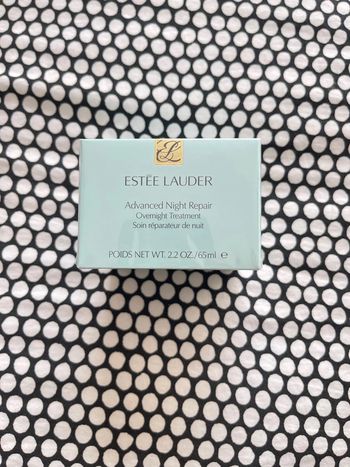 ESTĒE LAUDER
Advanced Night Repair
Overnight Treatment
Soin réparateur de nuit
POIDS NET WT. 2.2 OZ./65ml ℮